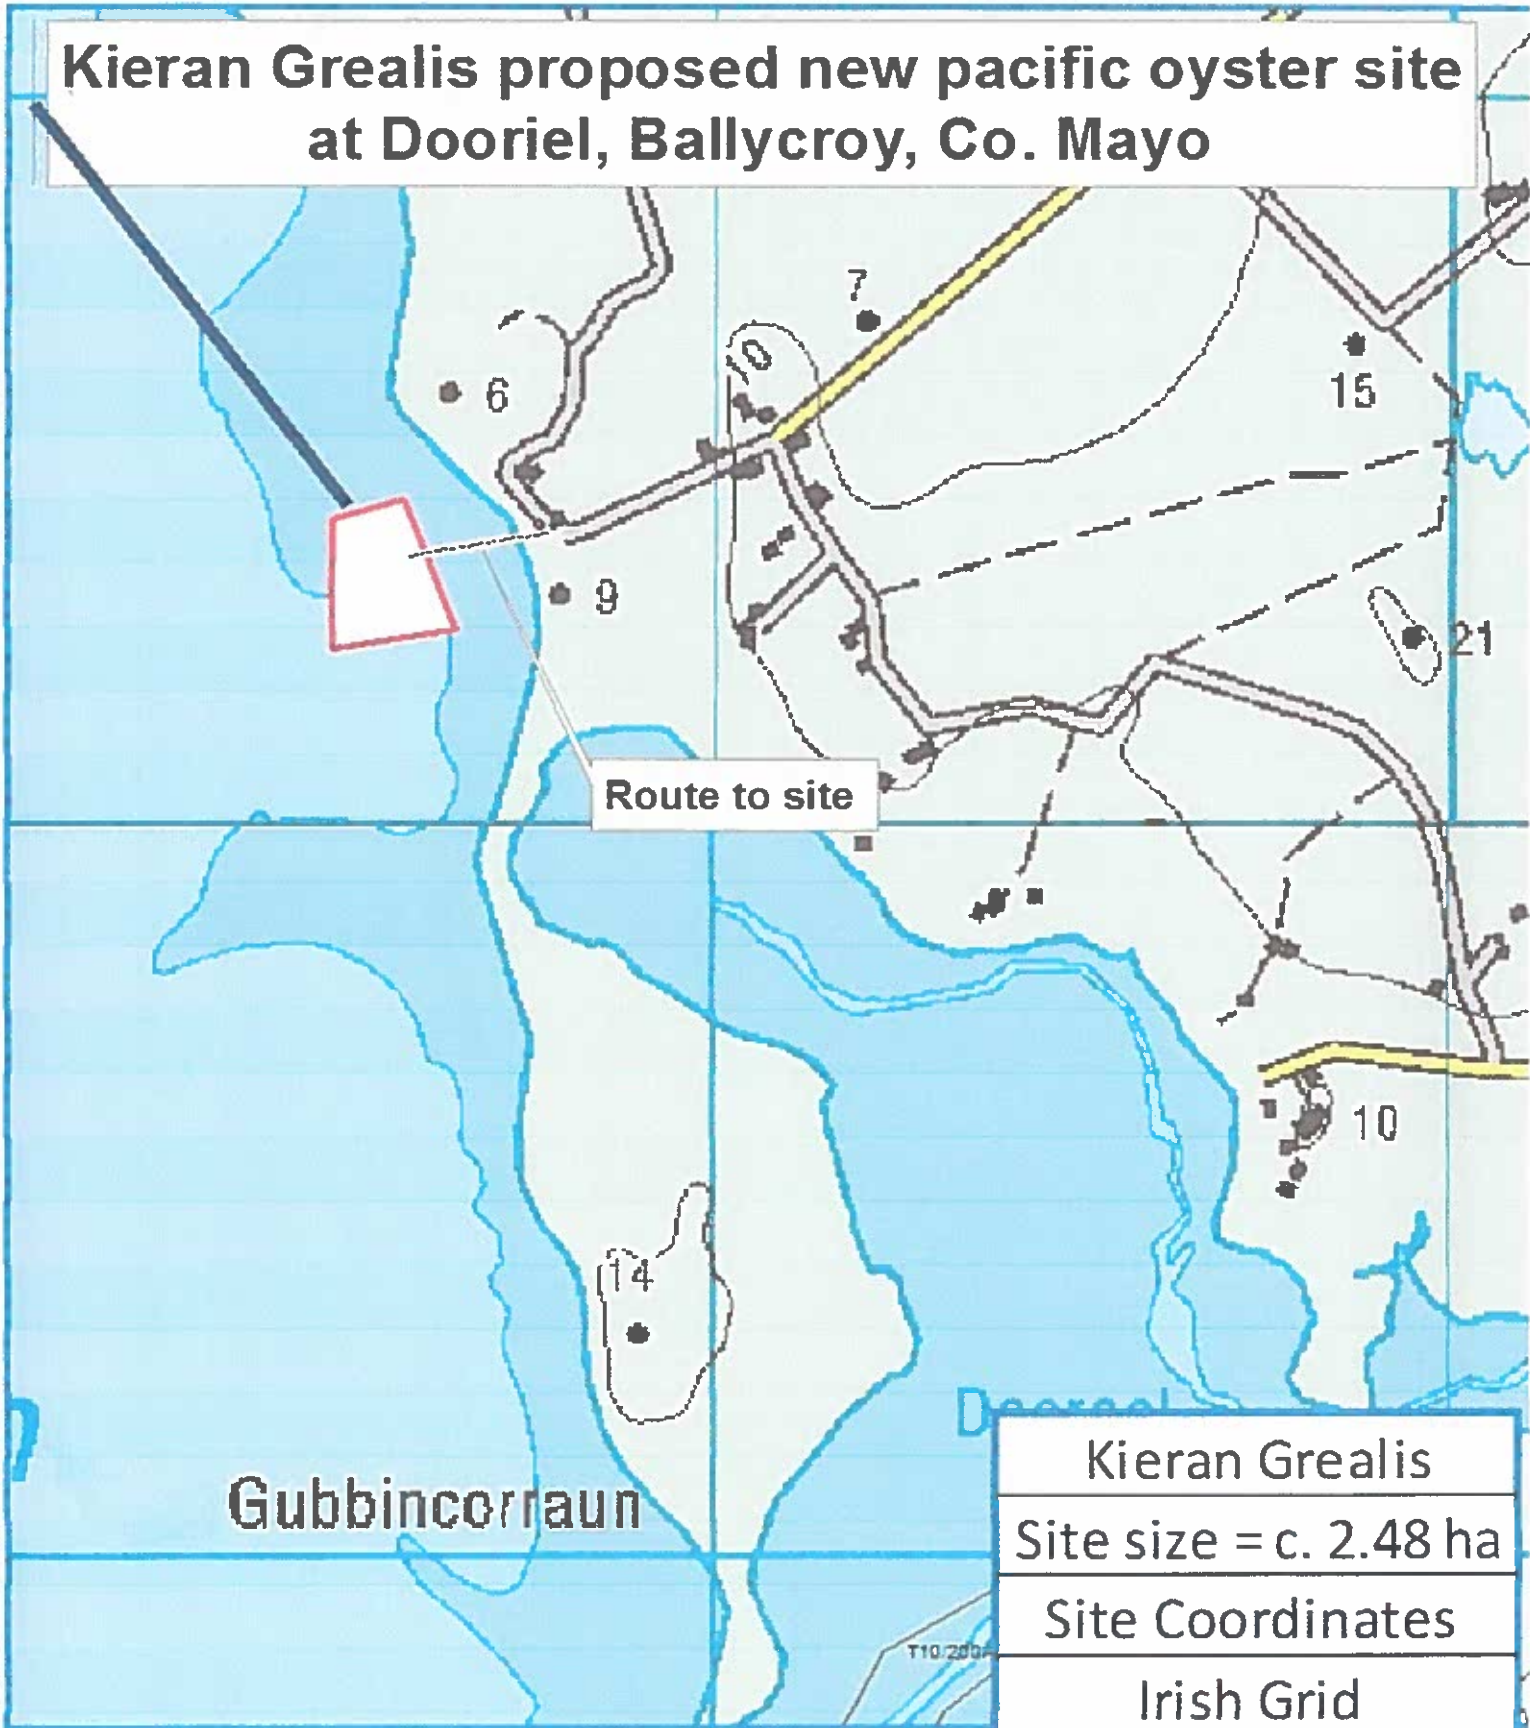 Kieran Grealis proposed new pacific oyster site
at Dooriel, Ballycroy, Co. Mayo
7
10
6
15
9
21
Route to site
10
14
Gubbincorraun
Kieran Grealis
Site size = c. 2.48 ha
Site Coordinates
Irish Grid